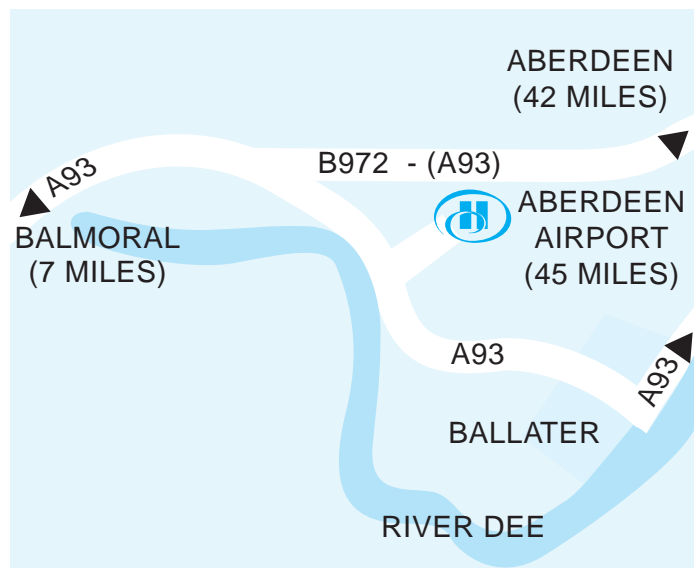 ABERDEEN
(42 MILES)
A93
B972 - (A93)
ABERDEEN
AIRPORT
(45 MILES)
BALMORAL
(7 MILES)
A93
A93
BALLATER
RIVER DEE